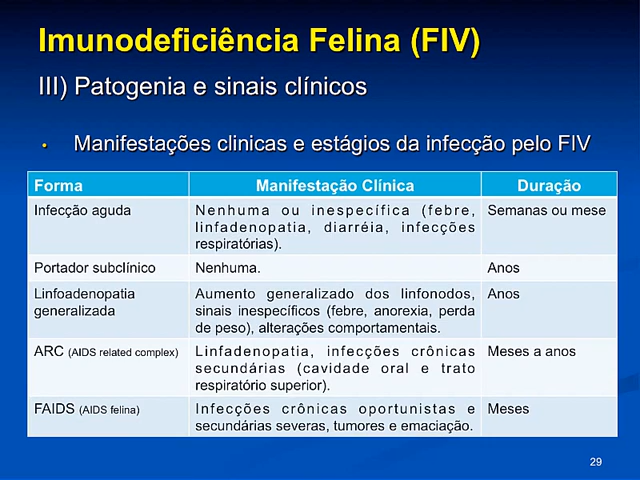 Imunodeficiência Felina (FIV)
III) Patogenia e sinais clínicos
• Manifestações clinicas e estágios da infecção pelo FIV
Forma Manifestação Clínica Duração
Infecção aguda Nenhuma ou inespecífica (febre, Semanas ou mese
linfadenopatia, diarréia, infecções
respiratórias).
Portador subclínico Nenhuma. Anos
Linfoadenopatia Aumento generalizado dos linfonodos, Anos
generalizada sinais inespecíficos (febre, anorexia, perda
de peso), alterações comportamentais.
ARC (AIDS related complex) Linfadenopatia, infecções crônicas Meses a anos
secundárias (cavidade oral e trato
respiratório superior).
FAIDS (AIDS felina) Infecções crônicas oportunistas e Meses
secundárias severas, tumores e emaciação.
29